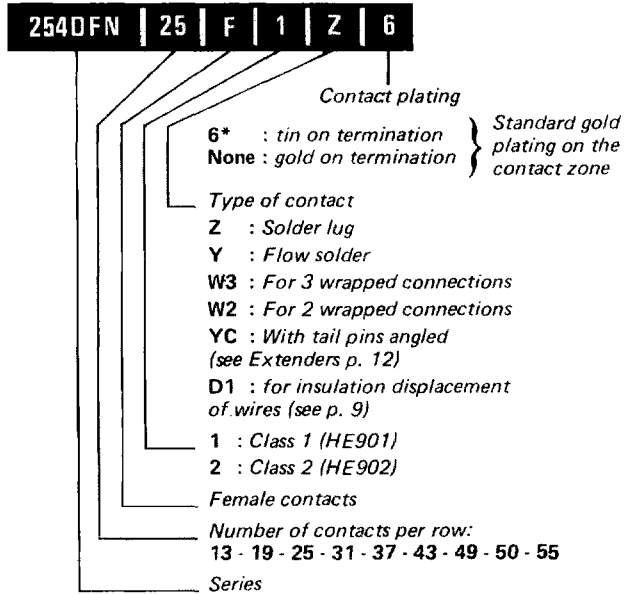 254DFN 25 F 1 Z 6
Contact plating
6* : tin on termination
None : gold on termination
} Standard gold
plating on the
contact zone
Type of contact
Z : Solder lug
Y : Flow solder
W3 : For 3 wrapped connections
W2 : For 2 wrapped connections
YC : With tail pins angled
(see Extenders p. 12)
D1 : for insulation displacement
of wires (see p. 9)
1 : Class 1 (HE901)
2 : Class 2 (HE902)
Female contacts
Number of contacts per row:
13 - 19 - 25 - 31 - 37 - 43 - 49 - 50 - 55
Series